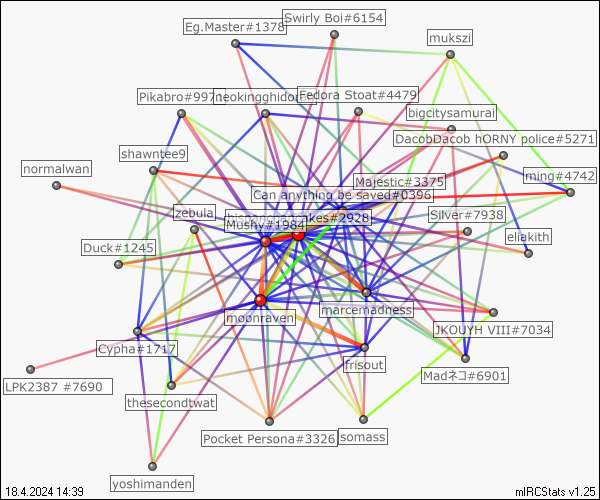 Swirly Boi#6154
Eg.Master#1378
mukszi
Pikabro#997
neokingghidor
Fedora Stoat#4479
bigcitysamurai
DacobDacob hORNY police#5271
shawntee9
normalwan
Majestic#3375
ming#4742
Can anything be saved#0396
zebula
akes#2928
Silver#7938
Mushy#1984
eliakith
Duck#1245
marcemadness
moonraven
JKOUYH VIII#7034
Cypha#1717
frisout
Madネコ#6901
LPK2387 #7690
thesecondtwat
Pocket Persona#3326
somass
yoshimanden
18.4.2024 14:39
mIRCStats v1.25